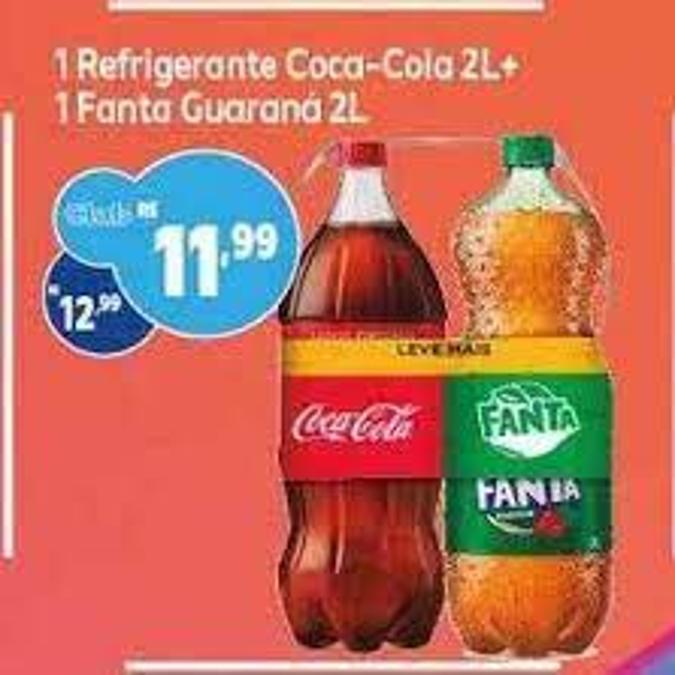 1 Refrigerante Coca-Cola 2L+
1 Fanta Guaraná 2L
Club R$
11,99
12,99
LEVE MAIS
Coca-Cola
FANTA
FANTA